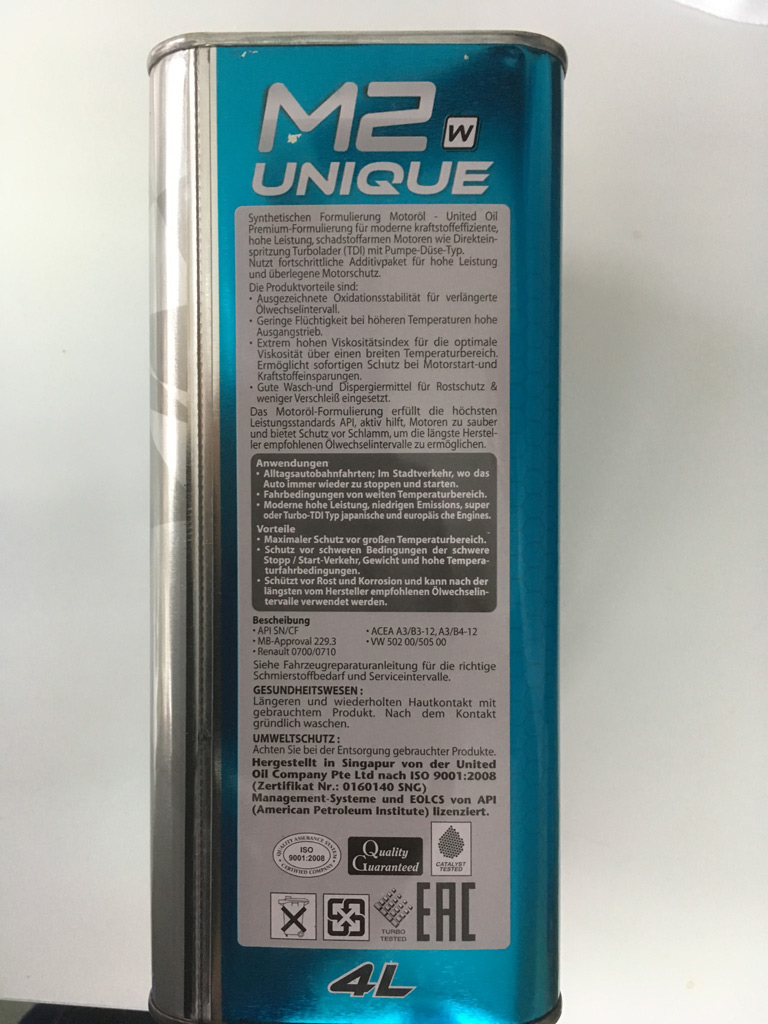 M2 W
UNIQUE
Synthetischen Formulierung Motoröl - United Oil
Premium-Formulierung für moderne kraftstoffeffiziente,
hohe Leistung, schadstoffarmen Motoren wie Direktein-
spritzung Turbolader (TDI) mit Pumpe-Düse-Typ.
Nutzt fortschrittliche Additivpaket für hohe Leistung
und überlegene Motorschutz.
Die Produktvorteile sind:
• Ausgezeichnete Oxidationsstabilität für verlängerte
Ölwechselintervall.
• Geringe Flüchtigkeit bei höheren Temperaturen hohe
Ausgangstrieb.
• Extrem hohen Viskositätsindex für die optimale
Viskosität über einen breiten Temperaturbereich.
Ermöglicht sofortigen Schutz bei Motorstart-und
Kraftstoffeinsparungen.
• Gute Wasch-und Dispergiermittel für Rostschutz &
weniger Verschleiß eingesetzt.
Das Motoröl-Formulierung erfüllt die höchsten
Leistungsstandards API, aktiv hilft, Motoren zu sauber
und bietet Schutz vor Schlamm, um die längste Herstel-
ler empfohlenen Ölwechselintervalle zu ermöglichen.
Anwendungen
• Alltagsautobahnfahrten; Im Stadtverkehr, wo das
Auto immer wieder zu stoppen und starten.
• Fahrbedingungen von weiten Temperaturbereich.
• Moderne hohe Leistung, niedrigen Emissions, super
oder Turbo-TDI Typ japanische und europäis che Engines.
Vorteile
• Maximaler Schutz vor großen Temperaturbereich.
• Schutz vor schweren Bedingungen der schwere
Stopp / Start-Verkehr, Gewicht und hohe Tempera-
turfahrbedingungen.
• Schützt vor Rost und Korrosion und kann nach der
längsten vom Hersteller empfohlenen Ölwechselin-
tervalle verwendet werden.
Bescheibung
• API SN/CF • ACEA A3/B3-12, A3/B4-12
• MB-Approval 229.3 • VW 502 00/505 00
• Renault 0700/0710
Siehe Fahrzeugreparaturanleitung für die richtige
Schmierstoffbedarf und Serviceintervalle.
GESUNDHEITSWESEN :
Längeren und wiederholten Hautkontakt mit
gebrauchtem Produkt. Nach dem Kontakt
gründlich waschen.
UMWELTSCHUTZ :
Achten Sie bei der Entsorgung gebrauchter Produkte.
Hergestellt in Singapur von der United
Oil Company Pte Ltd nach ISO 9001:2008
(Zertifikat Nr.: 0160140 SNG)
Management-Systeme und EOLCS von API
(American Petroleum Institute) lizenziert.
QUALITY ASSURANCE SYSTEM
ISO
9001:2008
CERTIFIED COMPANY
Quality
Guaranteed
CATALYST
TESTED
TURBO
TESTED
EAC
4L